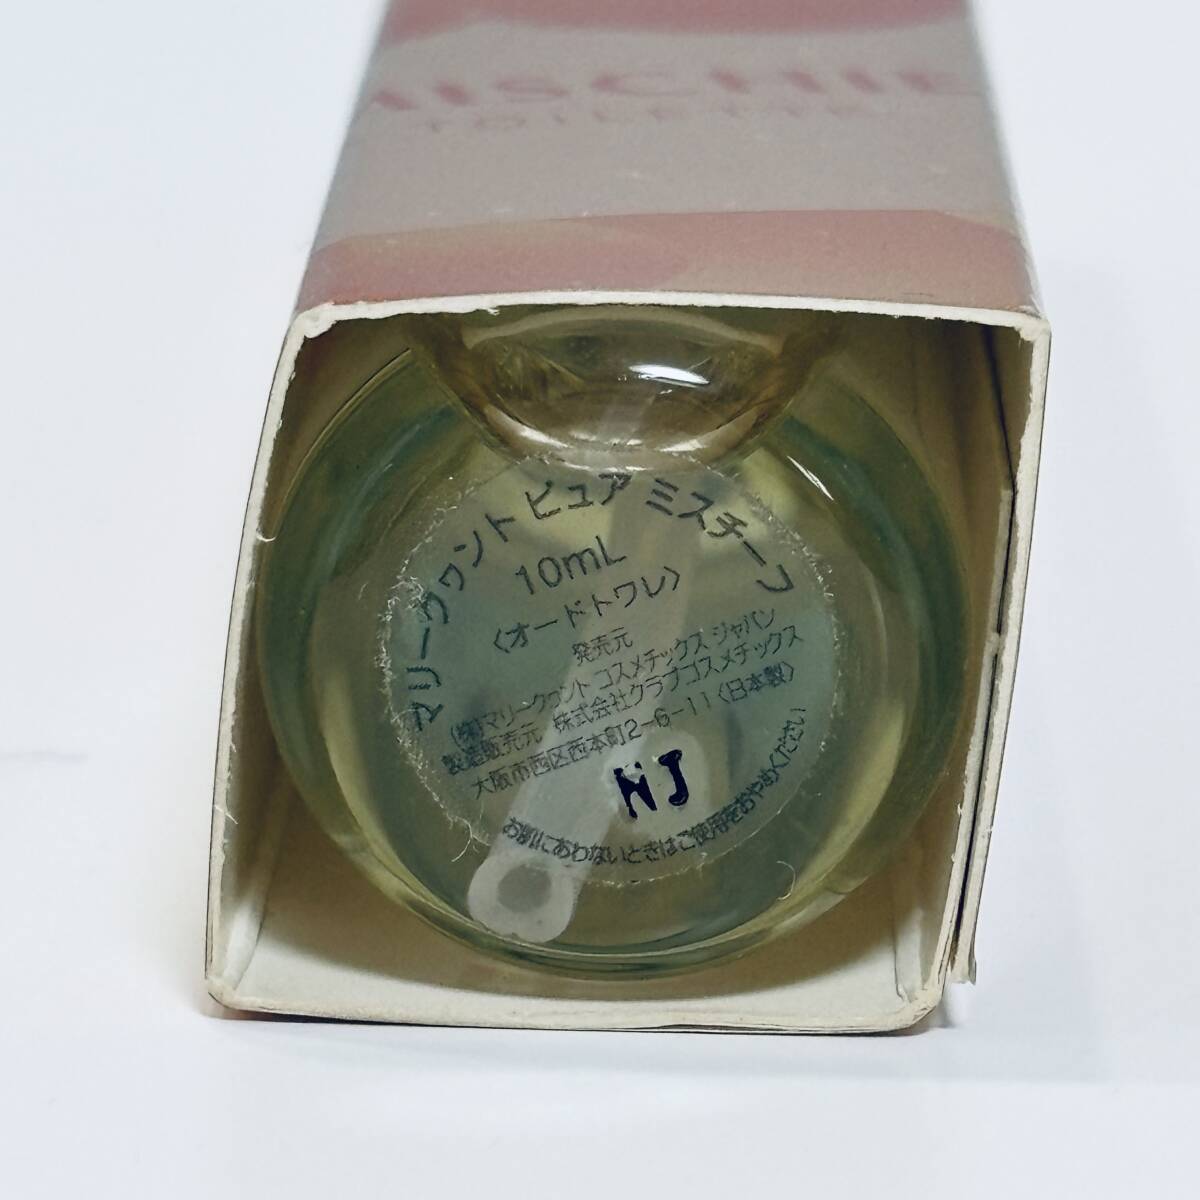 MISCHIE
TOILETTE
マリークヮント ピュア ミスチーフ
10mL
〈オードトワレ〉
発売元
(株)マリークヮント コスメチックス ジャパン
製造販売元 株式会社クラブコスメチックス
大阪市西区西本町2-6-11〈日本製〉
NJ
お肌にあわないときはご使用をおやめください